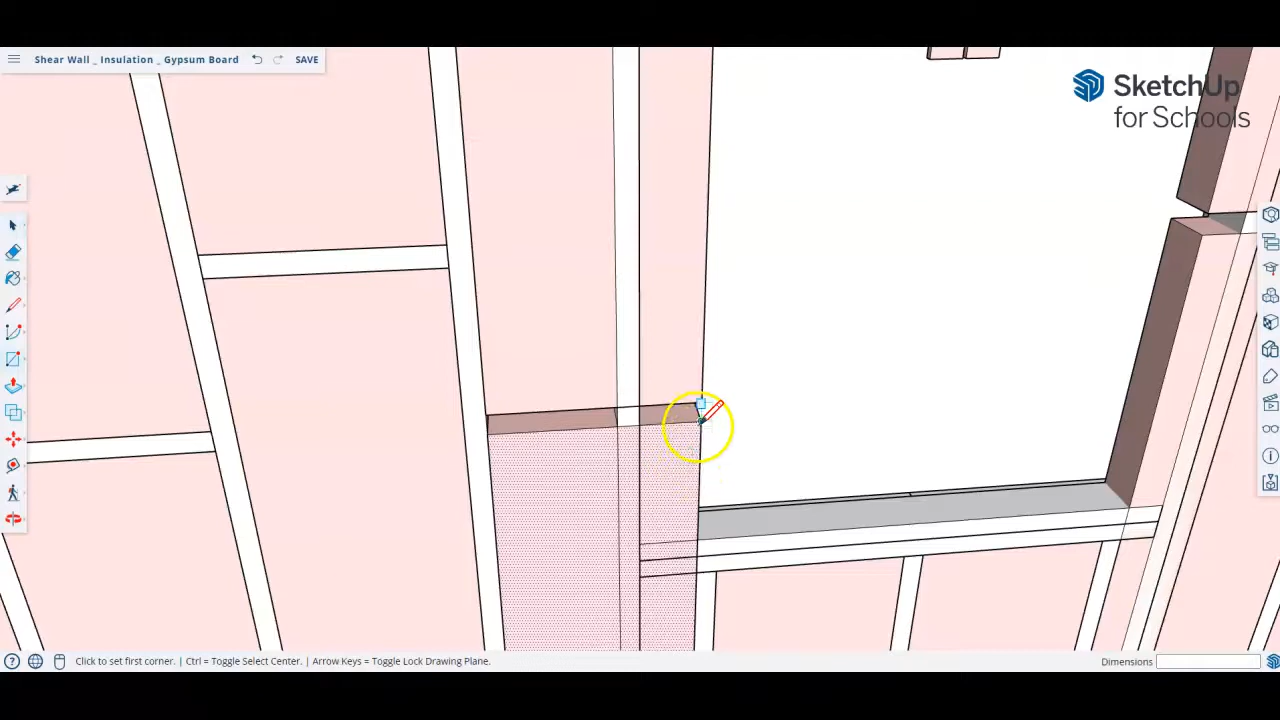 Shear Wall _ Insulation _ Gypsum Board
SAVE
SketchUp
for Schools
Click to set first corner. | Ctrl = Toggle Select Center. | Arrow Keys = Toggle Lock Drawing Plane.
Dimensions